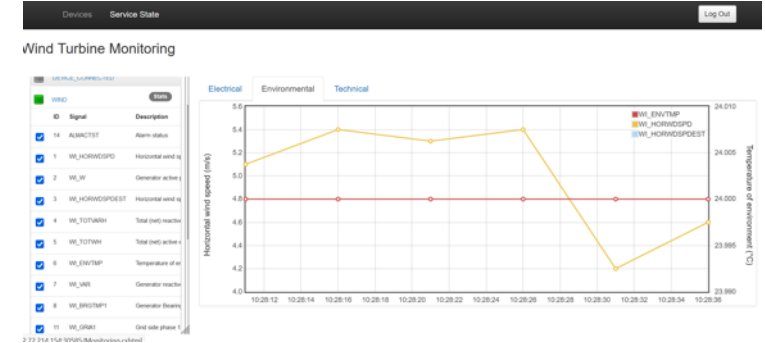 Devices Service State Log Out
Wind Turbine Monitoring
DEVICE_CONNECTED
WIND Stats
ID Signal Description
14 ALMACTST Alarm status
1 WI_HORWDSPD Horizontal wind sp
2 WI_W Generator active p
3 WI_HORWDSPDEST Horizontal wind sp
4 WI_TOTVARH Total (net) reactive
5 WI_TOTWH Total (net) active e
6 WI_ENVTMP Temperature of en
7 WI_VAR Generator reactive
8 WI_BRGTMP1 Generator Bearing
11 WI_GRIA1 Grid side phase 1
Electrical Environmental Technical
Horizontal wind speed (m/s)
5.6
5.4
5.2
5.0
4.8
4.6
4.4
4.2
4.0
WI_ENVTMP
WI_HORWDSPD
WI_HORWDSPDEST
24.010
24.005
24.000
23.995
23.990
Temperature of environment (°C)
10:28:12 10:28:14 10:28:16 10:28:18 10:28:20 10:28:22 10:28:24 10:28:26 10:28:28 10:28:30 10:28:32 10:28:34 10:28:36